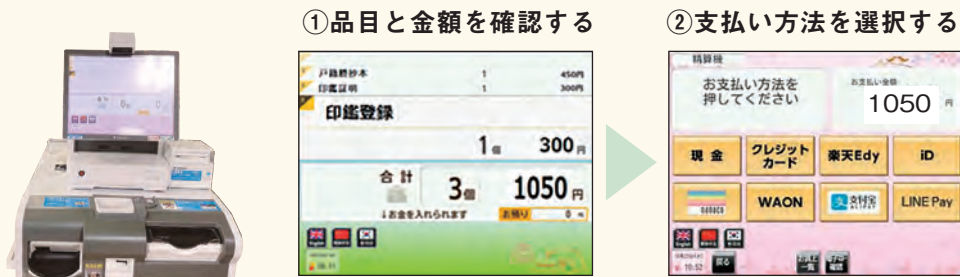 ①品目と金額を確認する
戸籍抄本 1 450円
印鑑証明 1 300円
印鑑登録
1個 300円
合計 3個 1050円
↓お金を入れられます お預り 0円
English
②支払い方法を選択する
精算機
お支払い方法を
押してください
お支払い金額
1050 円
現金
クレジット
カード
楽天Edy
iD
nanaco
WAON
支付宝
LINE Pay
戻る